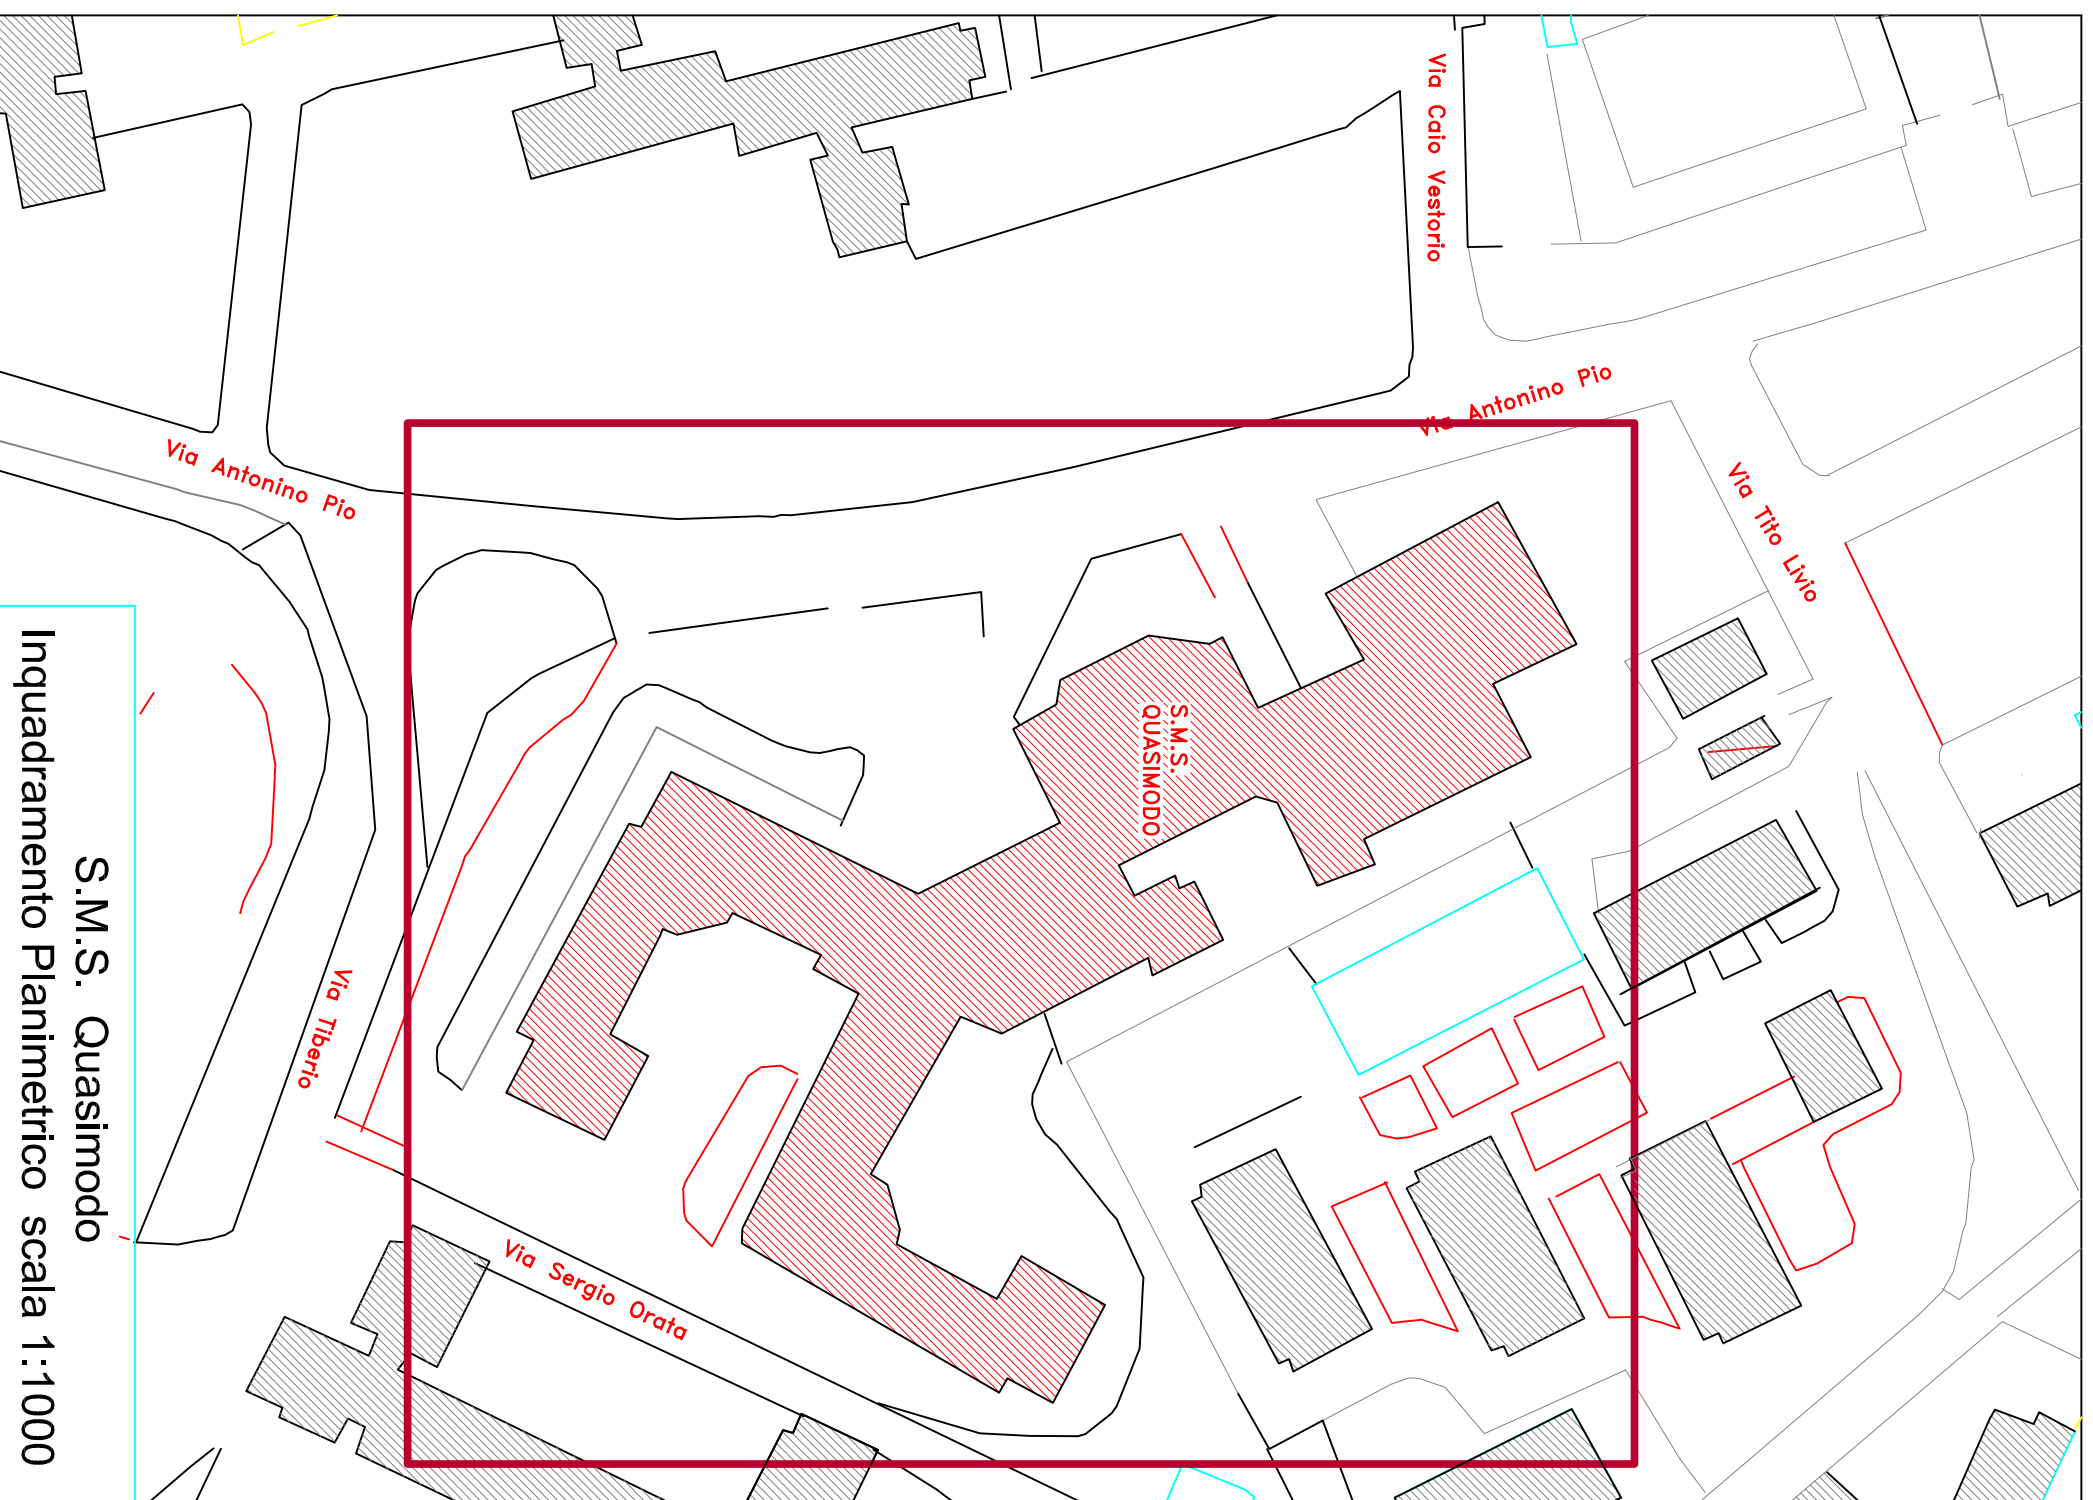 Via Caio Vestorio
Via Antonino Pio
Via Antonino Pio
Via Tito Livio
S.M.S.
QUASIMODO
Via Tiberio
Via Sergio Orata
S.M.S. Quasimodo
Inquadramento Planimetrico scala 1:1000